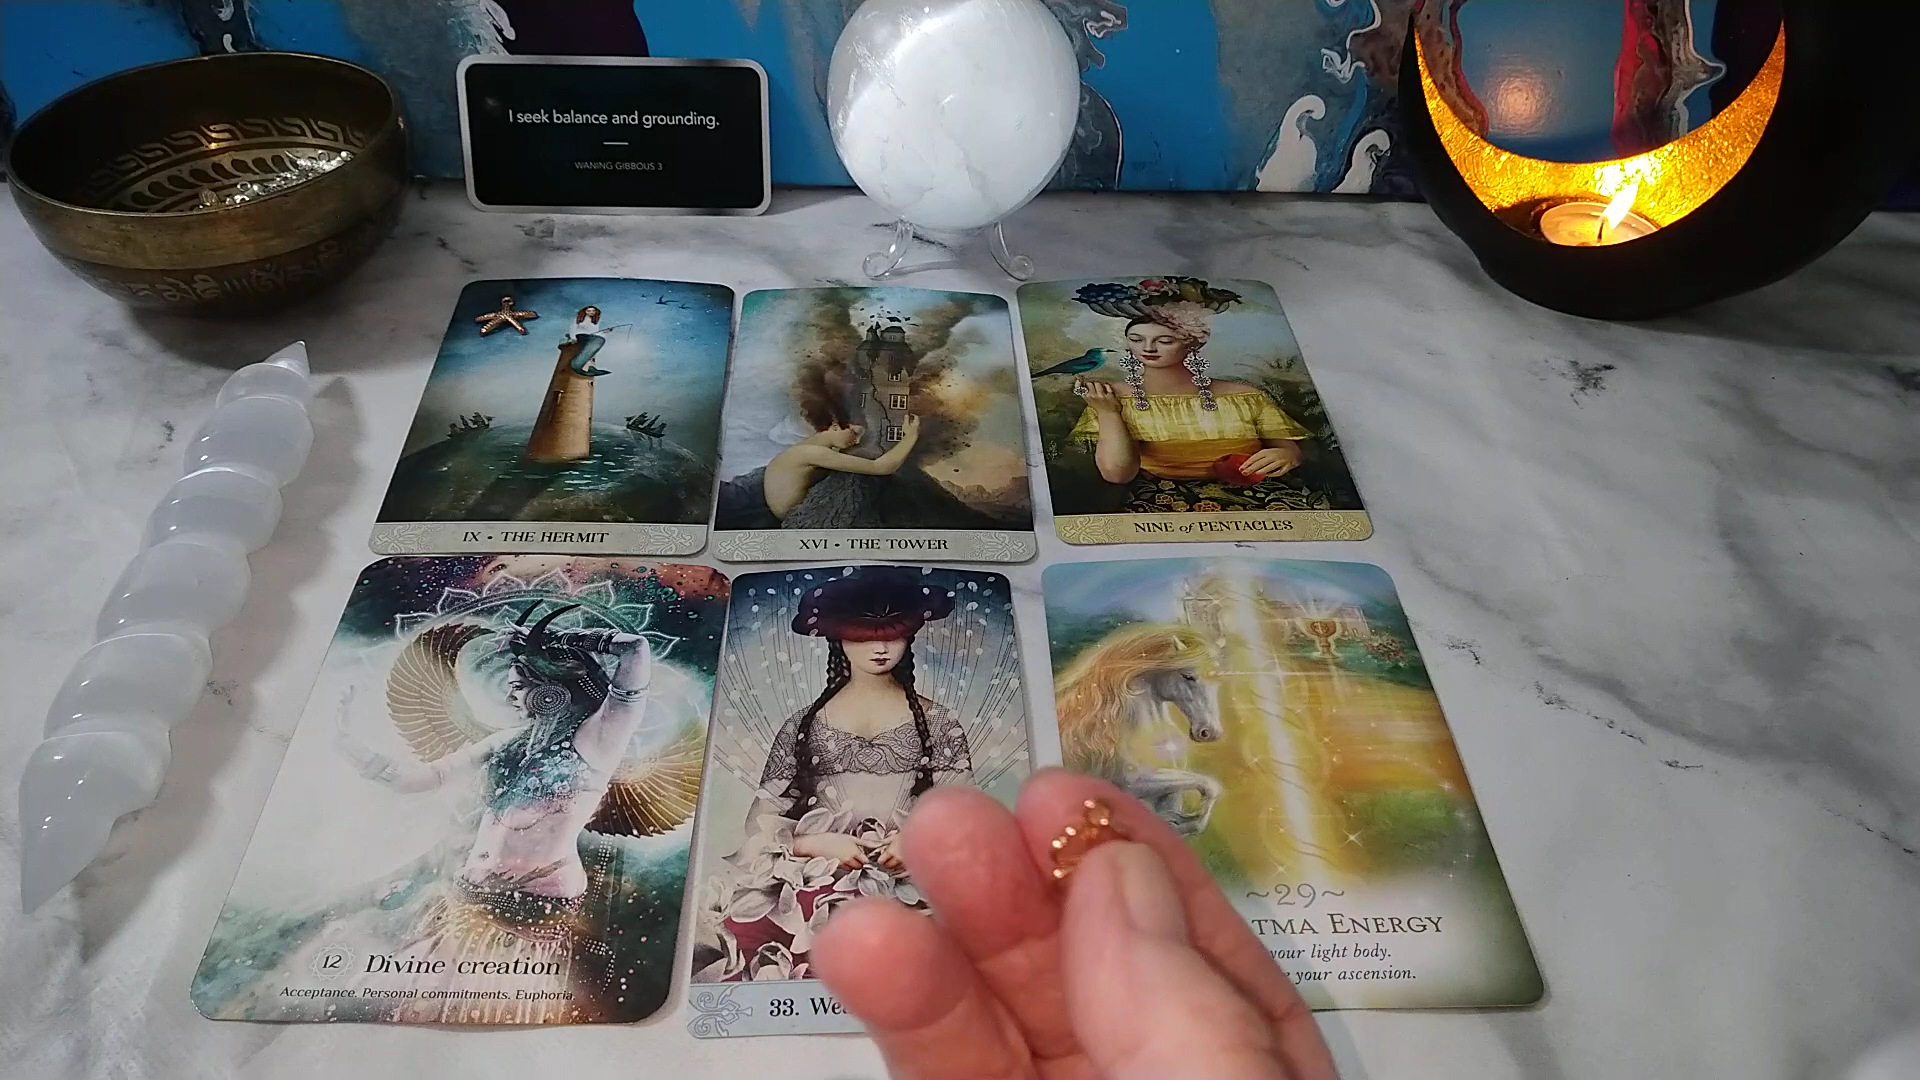 I seek balance and grounding.
WANING GIBBOUS 3
IX • THE HERMIT
XVI • THE TOWER
NINE of PENTACLES
12 Divine creation
Acceptance. Personal commitments. Euphoria.
33.
~29~
ENERGY
your light body.
your ascension.